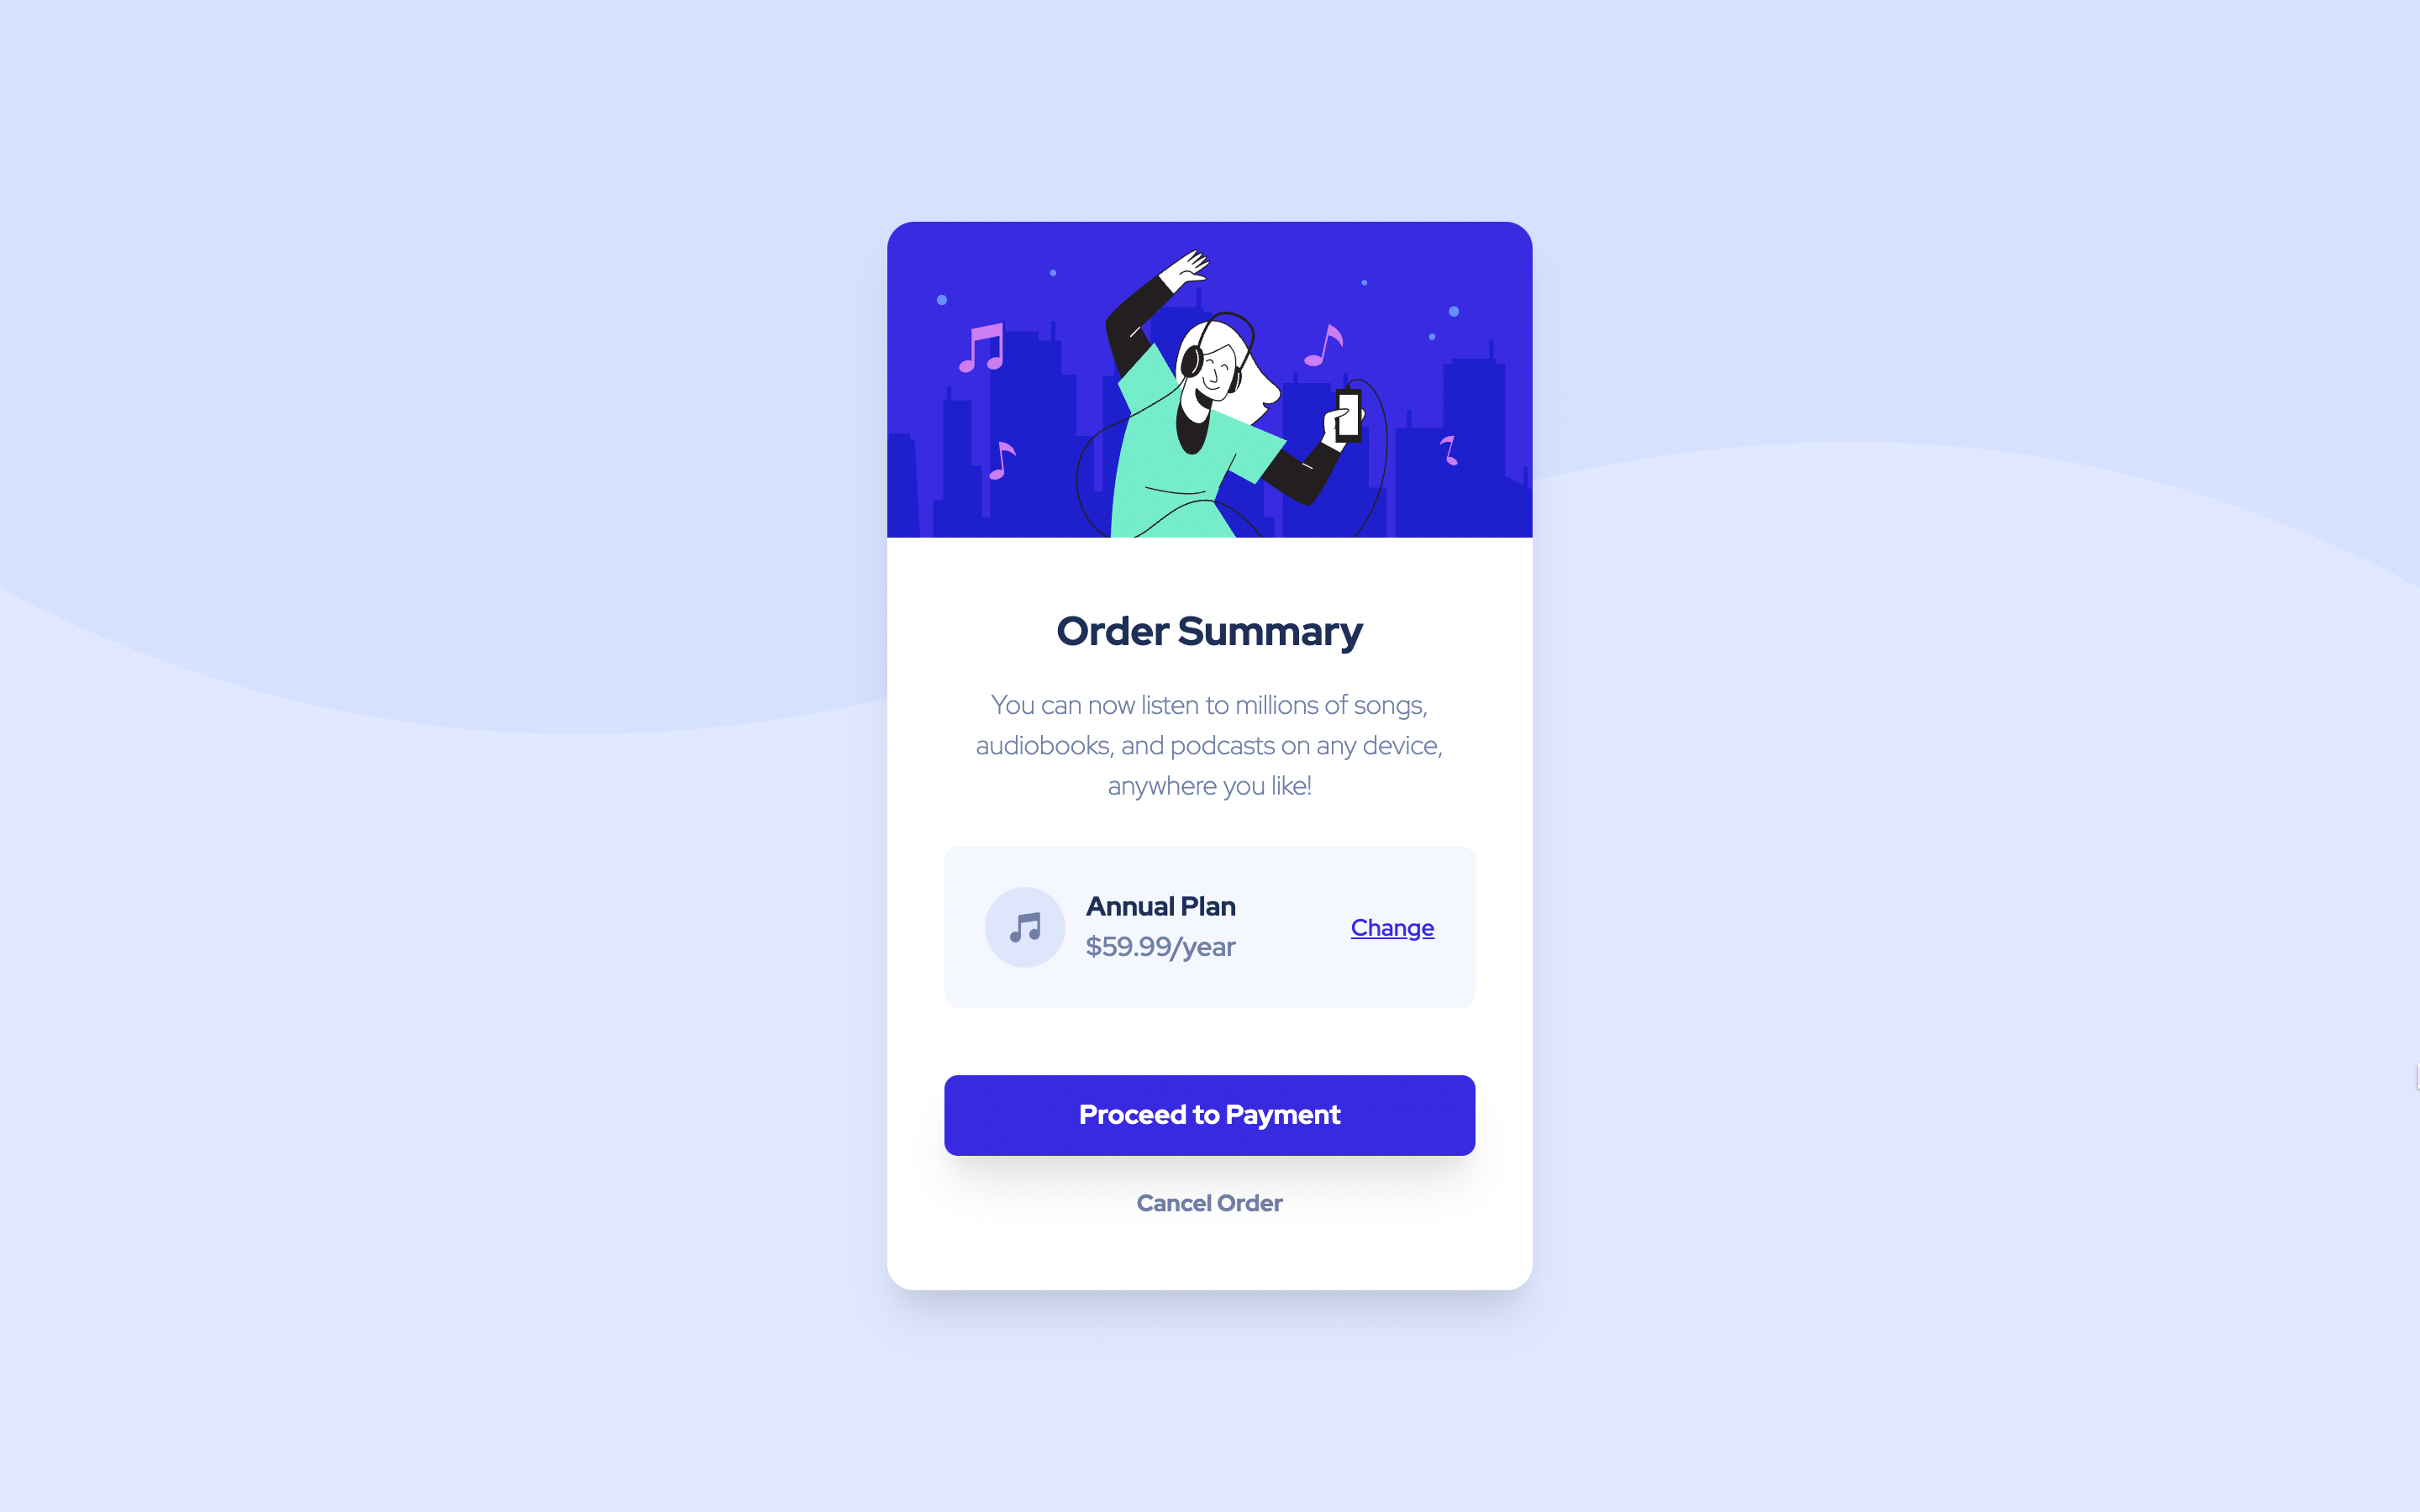 Order Summary
You can now listen to millions of songs,
audiobooks, and podcasts on any device,
anywhere you like!
Annual Plan
$59.99/year
Change
Proceed to Payment
Cancel Order